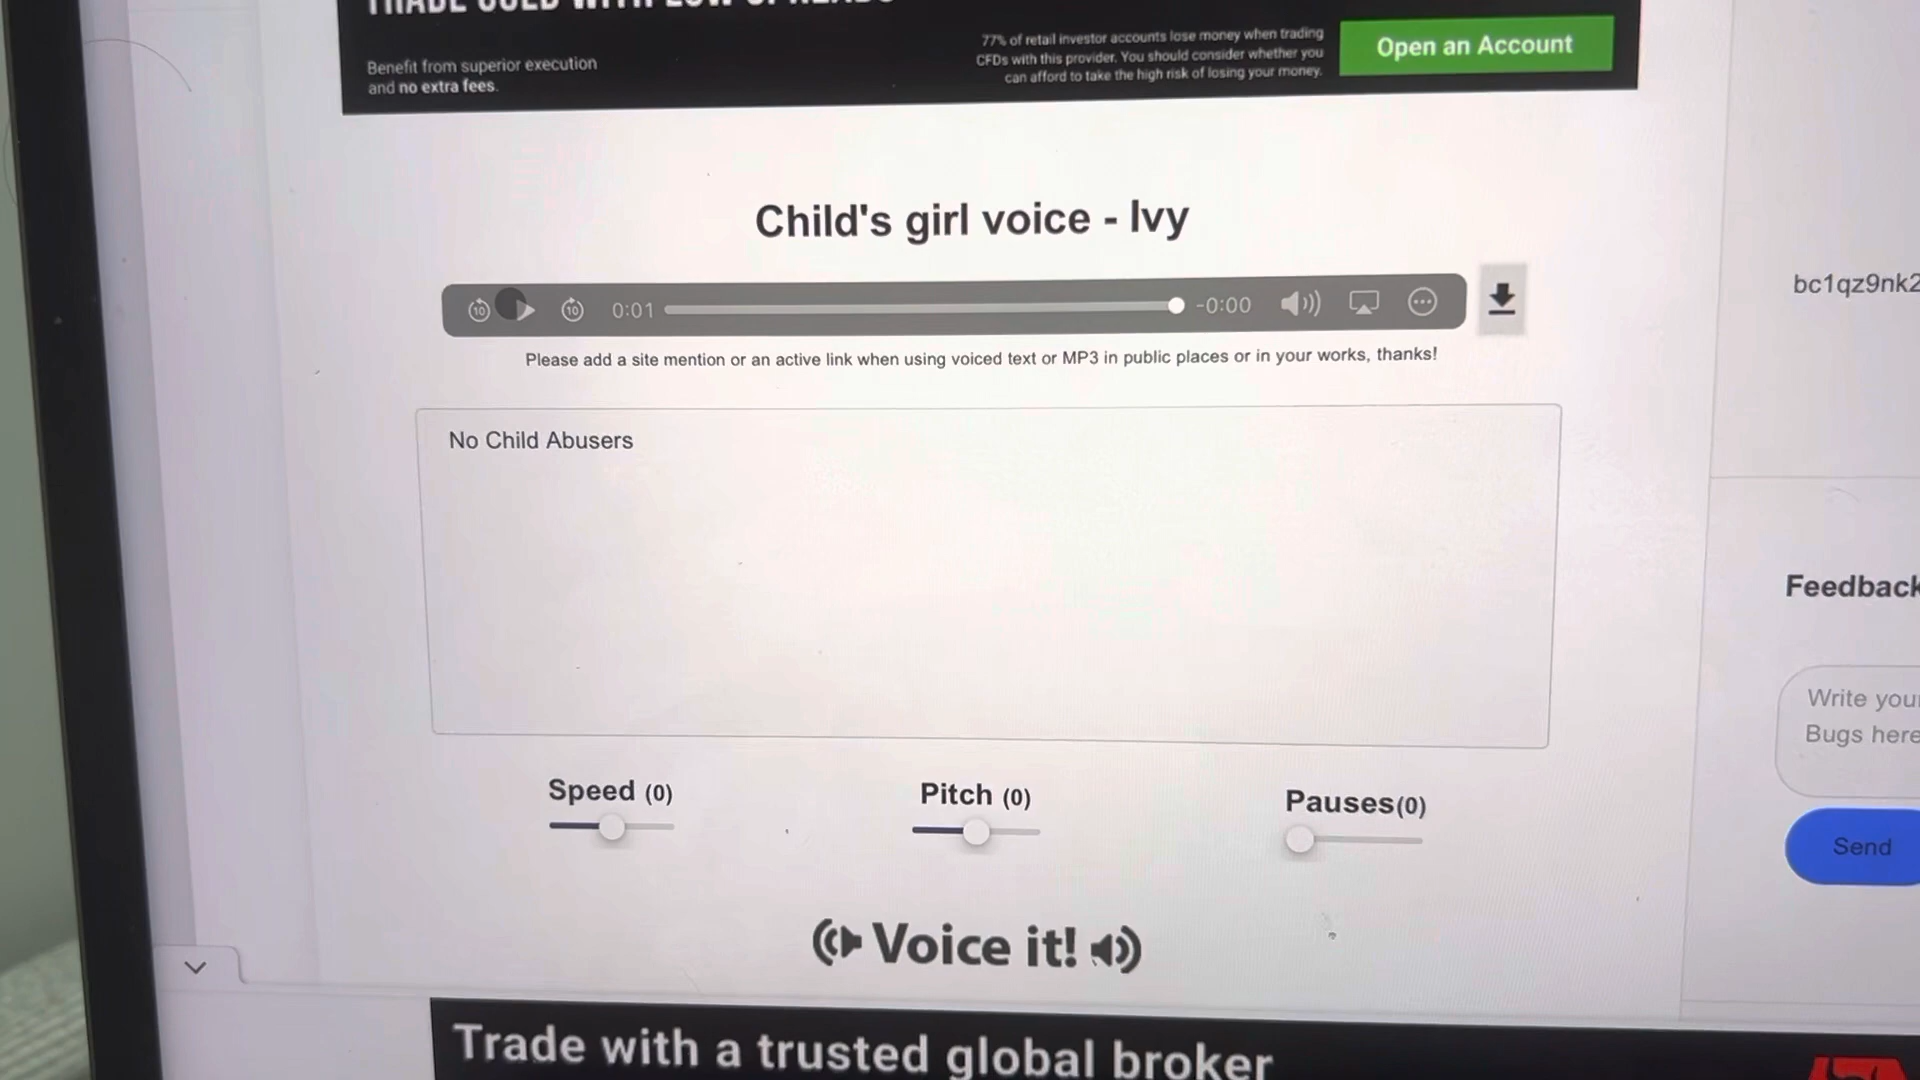 Benefit from superior execution
and no extra fees.
77% of retail investor accounts lose money when trading
CFDs with this provider. You should consider whether you
can afford to take the high risk of losing your money.
Open an Account
Child's girl voice - Ivy
10
10
0:01
-0:00
Please add a site mention or an active link when using voiced text or MP3 in public places or in your works, thanks!
No Child Abusers
Speed (0)
Pitch (0)
Pauses(0)
Voice it!
bc1qz9nk2
Feedback
Write your
Bugs here
Send
Trade with a trusted global broker